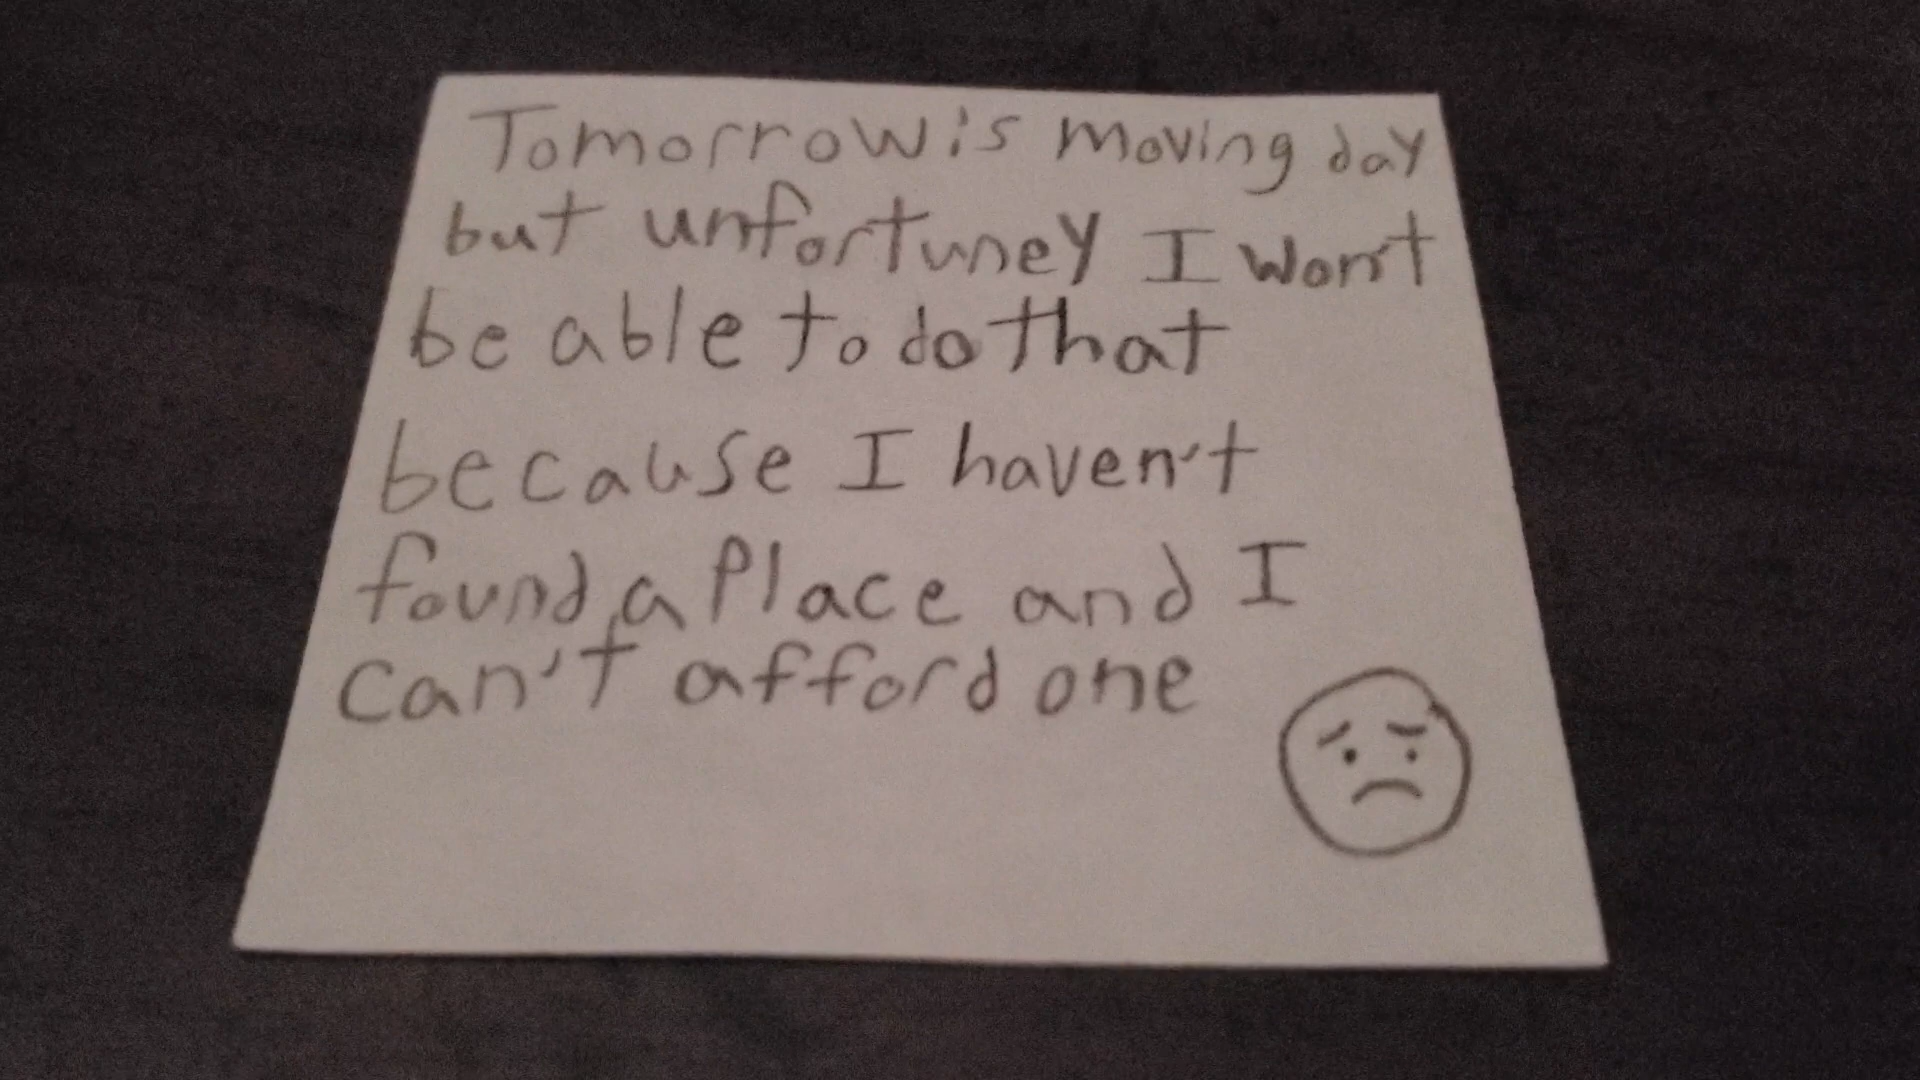 Tomorrow is moving day
but unfortuney I won't
be able to do that
because I haven't
found a place and I
can't afford one